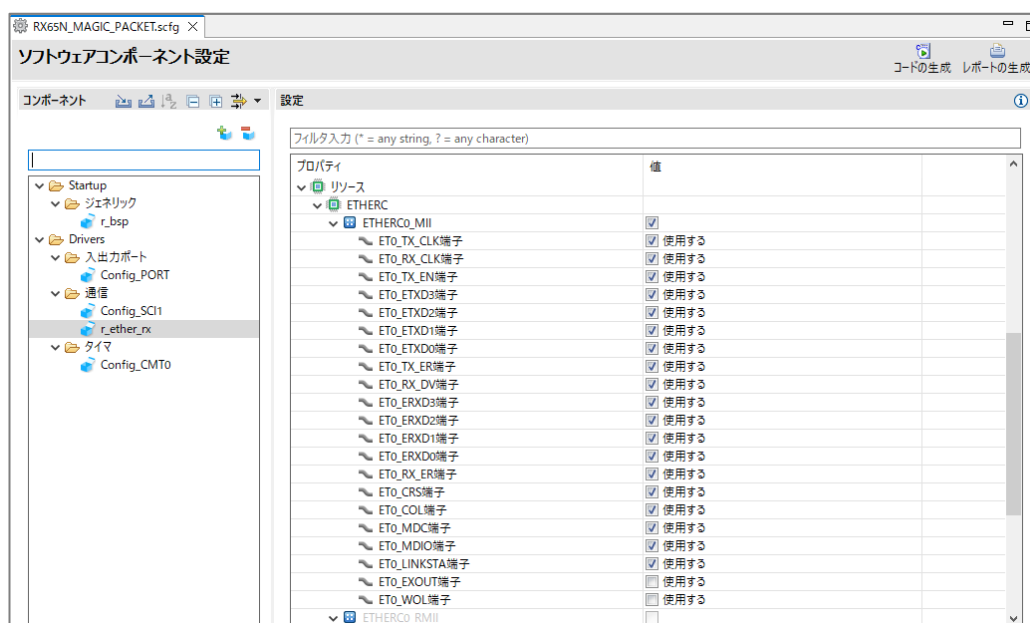 RX65N_MAGIC_PACKET.scfg
ソフトウェアコンポーネント設定
コードの生成 レポートの生成
コンポーネント
設定
フィルタ入力 (* = any string, ? = any character)
プロパティ 値
Startup
ジェネリック
r_bsp
Drivers
入出力ポート
Config_PORT
通信
Config_SCI1
r_ether_rx
タイマ
Config_CMT0
リソース
ETHERC
ETHERC0_MII
ET0_TX_CLK端子 使用する
ET0_RX_CLK端子 使用する
ET0_TX_EN端子 使用する
ET0_ETXD3端子 使用する
ET0_ETXD2端子 使用する
ET0_ETXD1端子 使用する
ET0_ETXD0端子 使用する
ET0_TX_ER端子 使用する
ET0_RX_DV端子 使用する
ET0_ERXD3端子 使用する
ET0_ERXD2端子 使用する
ET0_ERXD1端子 使用する
ET0_ERXD0端子 使用する
ET0_RX_ER端子 使用する
ET0_CRS端子 使用する
ET0_COL端子 使用する
ET0_MDC端子 使用する
ET0_MDIO端子 使用する
ET0_LINKSTA端子 使用する
ET0_EXOUT端子 使用する
ET0_WOL端子 使用する
ETHERC0_RMII